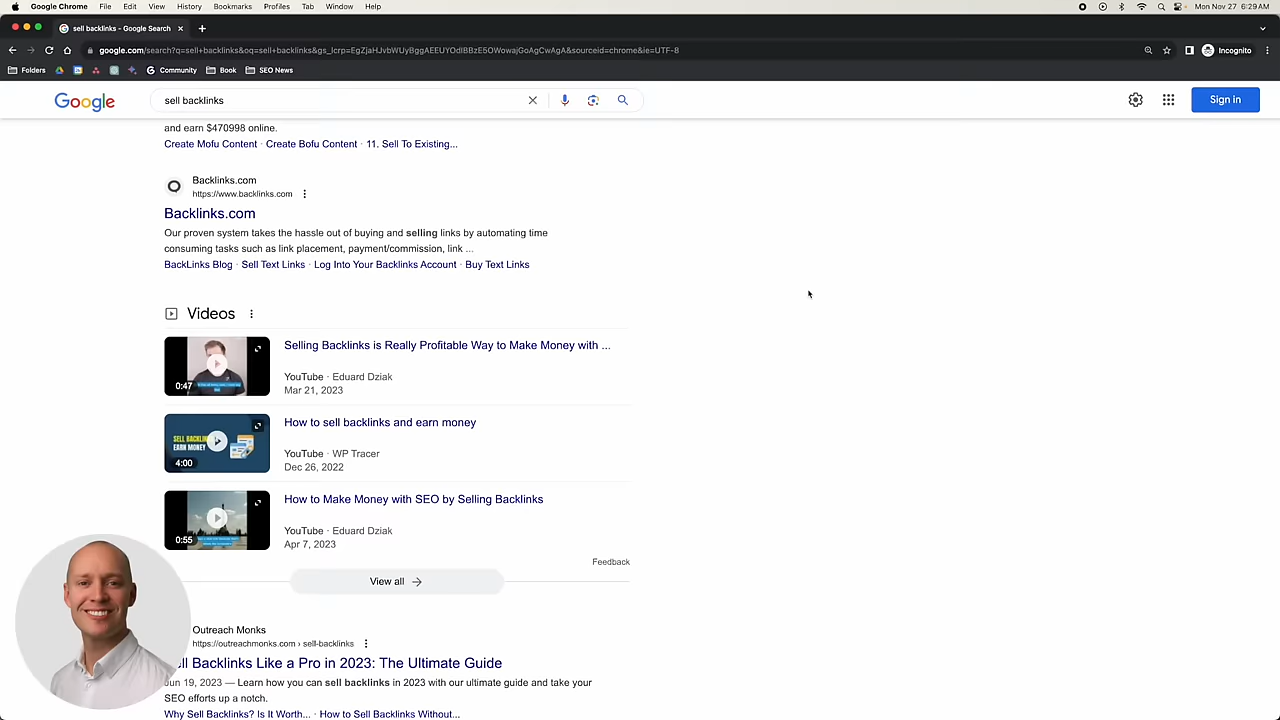 Google Chrome File Edit View History Bookmarks Profiles Tab Window Help Mon Nov 27 6:29 AM
sell backlinks - Google Search
google.com/search?q=sell+backlinks&oq=sell+backlinks&gs_lcrp=EgZjaHJvbWUyBggAEEUYOdIBBzE5OWowajGoAgCwAgA&sourceid=chrome&ie=UTF-8 Incognito
Folders Community Book SEO News
Google sell backlinks Sign in
and earn $470998 online.
Create Mofu Content · Create Bofu Content · 11. Sell To Existing...
Backlinks.com
https://www.backlinks.com
Backlinks.com
Our proven system takes the hassle out of buying and selling links by automating time
consuming tasks such as link placement, payment/commission, link ...
BackLinks Blog · Sell Text Links · Log Into Your Backlinks Account · Buy Text Links
Videos
Selling Backlinks is Really Profitable Way to Make Money with ...
YouTube · Eduard Dziak
0:47
Mar 21, 2023
How to sell backlinks and earn money
SELL BACKLIN
EARN MONEY
YouTube · WP Tracer
4:00
Dec 26, 2022
How to Make Money with SEO by Selling Backlinks
YouTube · Eduard Dziak
0:55
Apr 7, 2023
Feedback
View all
Outreach Monks
https://outreachmonks.com › sell-backlinks
ll Backlinks Like a Pro in 2023: The Ultimate Guide
Jun 19, 2023 — Learn how you can sell backlinks in 2023 with our ultimate guide and take your
SEO efforts up a notch.
Why Sell Backlinks? Is It Worth... · How to Sell Backlinks Without...